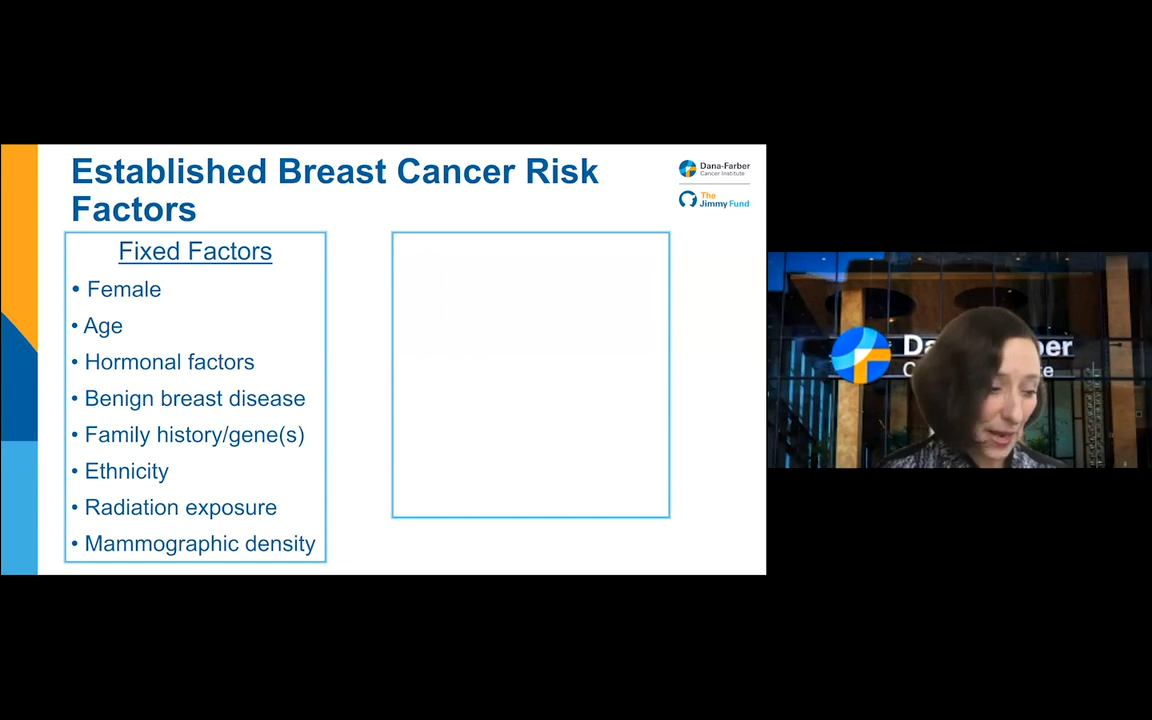 Established Breast Cancer Risk
Factors
Dana-Farber
Cancer Institute
The
Jimmy Fund
Fixed Factors
• Female
• Age
• Hormonal factors
• Benign breast disease
• Family history/gene(s)
• Ethnicity
• Radiation exposure
• Mammographic density